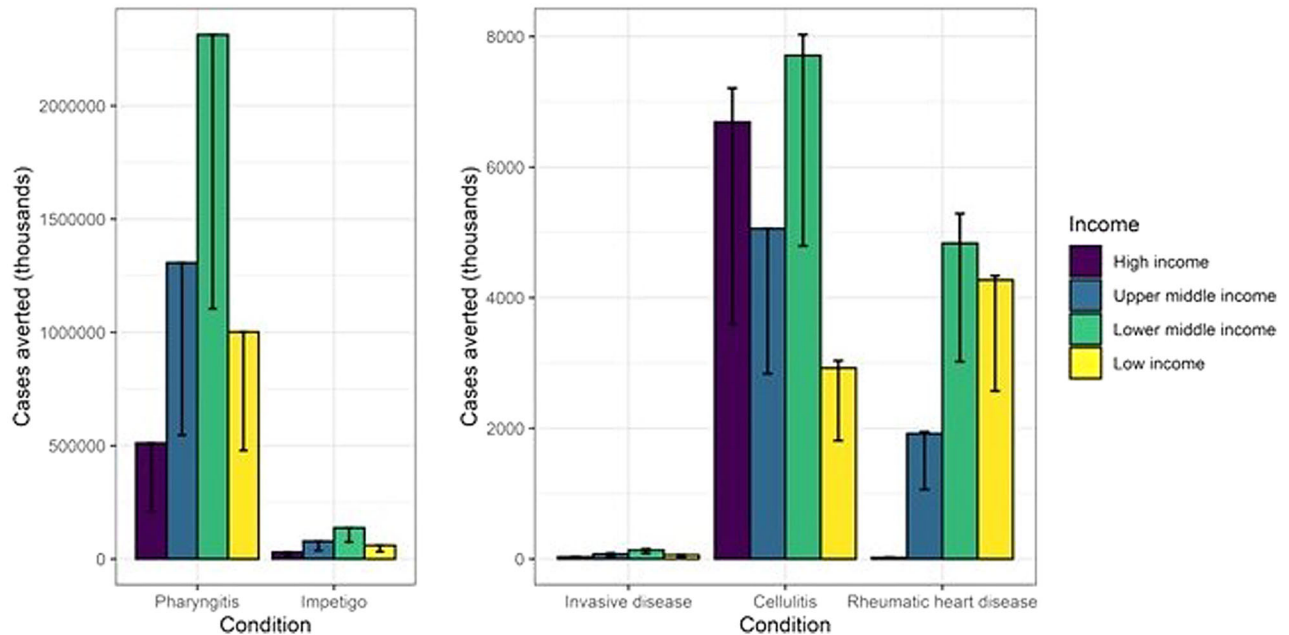 Cases averted (thousands)
2000000
1500000
1000000
500000
0
Pharyngitis
Impetigo
Condition
Cases averted (thousands)
8000
6000
4000
2000
0
Invasive disease
Cellulitis
Rheumatic heart disease
Condition
Income
High income
Upper middle income
Lower middle income
Low income